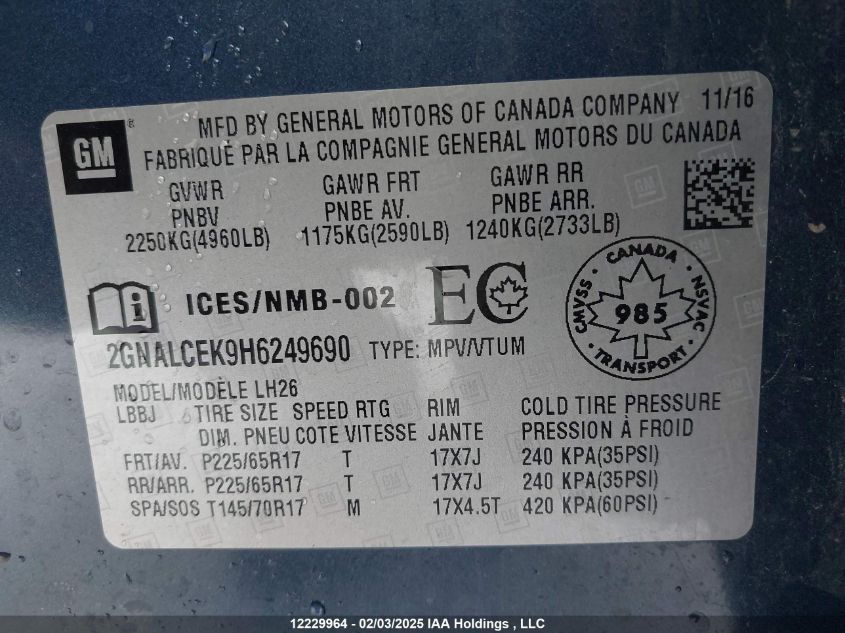 GM ®
MFD BY GENERAL MOTORS OF CANADA COMPANY 11/16
FABRIQUÉ PAR LA COMPAGNIE GENERAL MOTORS DU CANADA
GVWR GAWR FRT GAWR RR
PNBV PNBE AV. PNBE ARR.
2250KG(4960LB) 1175KG(2590LB) 1240KG(2733LB)
ICES/NMB-002 EC
CANADA
CMVSS 985 NSVAC
TRANSPORT
2GNALCEK9H6249690 TYPE: MPV/VTUM
MODEL/MODÈLE LH26
LBBJ TIRE SIZE SPEED RTG RIM COLD TIRE PRESSURE
DIM. PNEU COTE VITESSE JANTE PRESSION À FROID
FRT/AV. P225/65R17 T 17X7J 240 KPA(35PSI)
RR/ARR. P225/65R17 T 17X7J 240 KPA(35PSI)
SPA/SOS T145/70R17 M 17X4.5T 420 KPA(60PSI)
12229964 - 02/03/2025 IAA Holdings , LLC